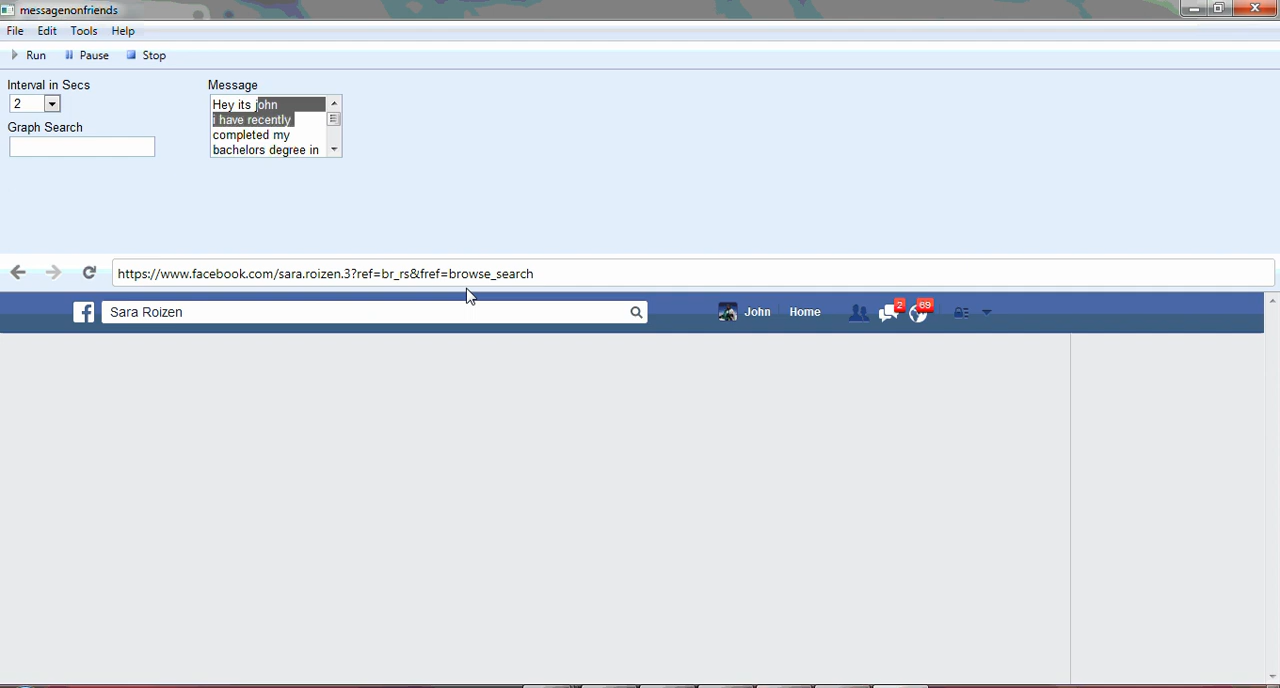 messagenonfriends
File Edit Tools Help
Run Pause Stop
Interval in Secs
2
Graph Search
Message
Hey its john
i have recently
completed my
bachelors degree in
https://www.facebook.com/sara.roizen.3?ref=br_rs&fref=browse_search
f Sara Roizen John Home 2 69